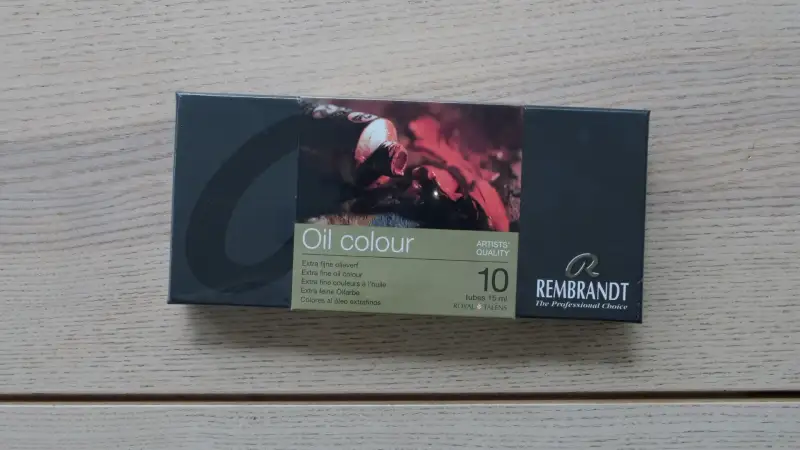 Oil colour
ARTISTS'
QUALITY
Extra fijne olieverf
Extra fine oil colour
Extra fine couleurs à l'huile
Extra feine Ölfarbe
Colores al óleo extrafinos
10
tubes 15 ml
ROYAL TALENS
REMBRANDT
The Professional Choice